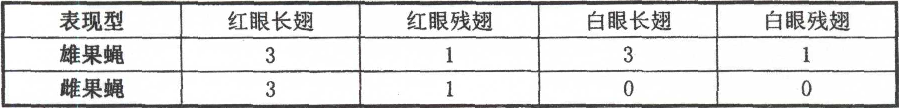 表现型 红眼长翅 红眼残翅 白眼长翅 白眼残翅
雄果蝇 3 1 3 1
雌果蝇 3 1 0 0